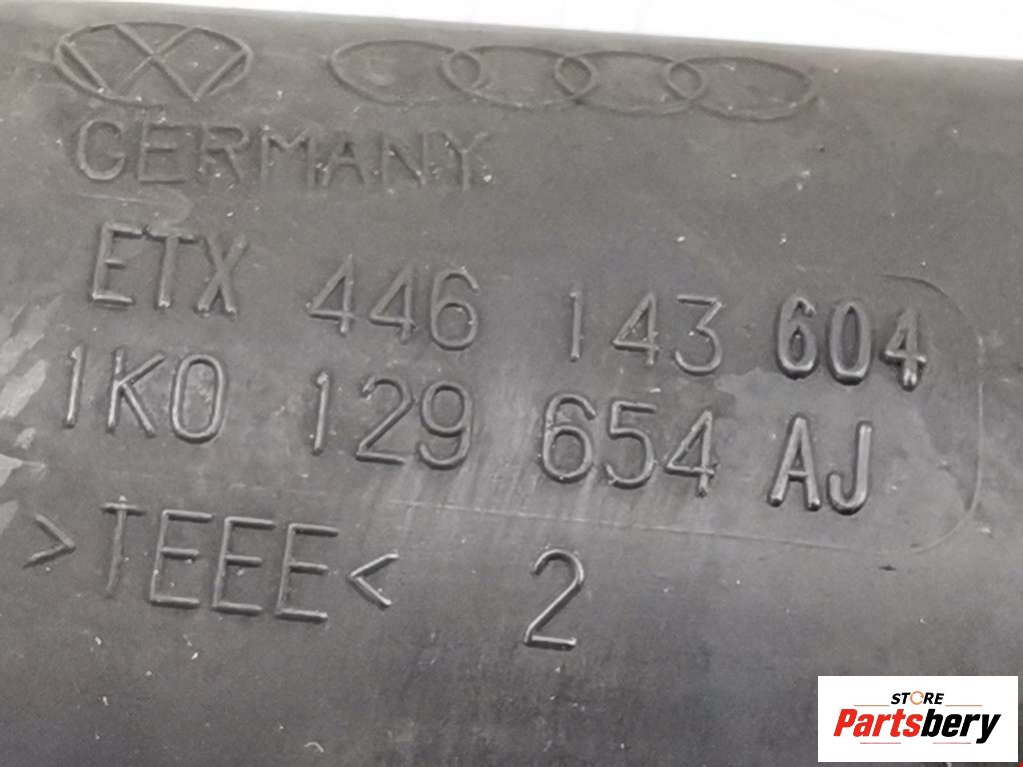 GERMANY
ETX 446 143 604
1K0 129 654 AJ
>TEEE< 2
STORE
Partsbery